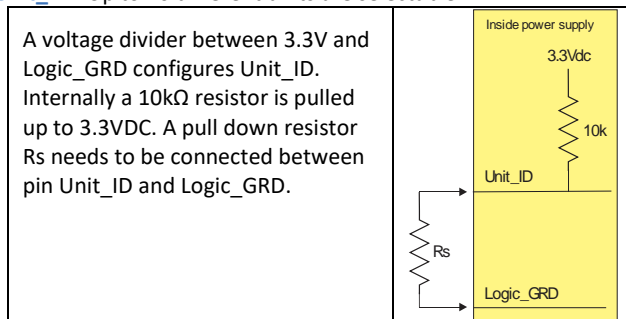 A voltage divider between 3.3V and
Logic_GRD configures Unit_ID.
Internally a 10kΩ resistor is pulled
up to 3.3VDC. A pull down resistor
Rs needs to be connected between
pin Unit_ID and Logic_GRD.
Inside power supply
3.3Vdc
10k
Unit_ID
Rs
Logic_GRD